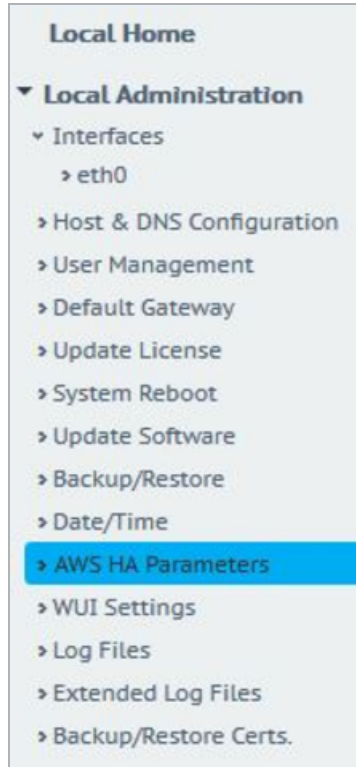 Local Home
Local Administration
Interfaces
eth0
Host & DNS Configuration
User Management
Default Gateway
Update License
System Reboot
Update Software
Backup/Restore
Date/Time
AWS HA Parameters
WUI Settings
Log Files
Extended Log Files
Backup/Restore Certs.